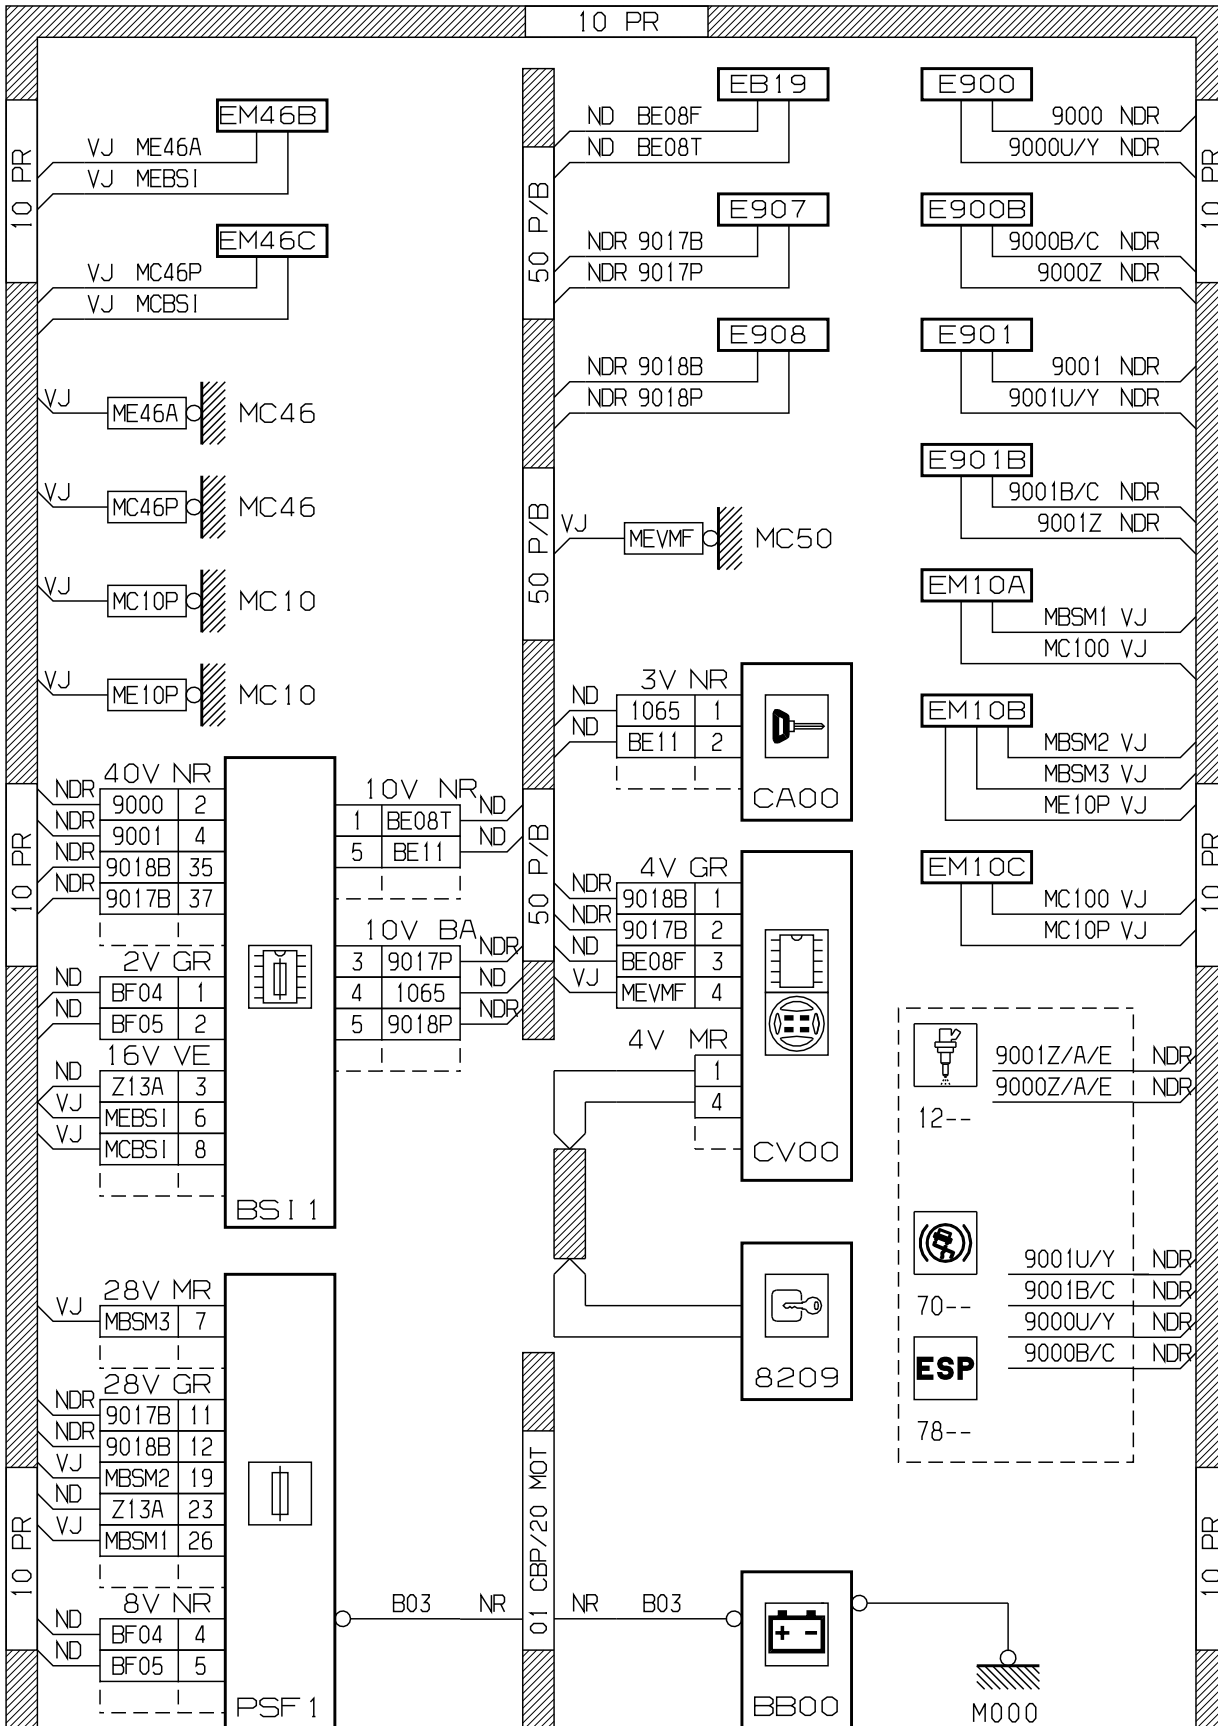 10 PR
10 PR
EM46B
VJ ME46A
VJ MEBSI
EM46C
VJ MC46P
VJ MCBSI
VJ ME46A MC46
VJ MC46P MC46
VJ MC10P MC10
VJ ME10P MC10
10 PR
40V NR
NDR 9000 2
NDR 9001 4
NDR 9018B 35
NDR 9017B 37
2V GR
ND BF04 1
ND BF05 2
16V VE
ND Z13A 3
VJ MEBSI 6
VJ MCBSI 8
BSI1
10V NR
1 BE08T ND
5 BE11 ND
10V BA
3 9017P NDR
4 1065 ND
5 9018P NDR
28V MR
VJ MBSM3 7
28V GR
NDR 9017B 11
NDR 9018B 12
VJ MBSM2 19
ND Z13A 23
VJ MBSM1 26
10 PR
8V NR
ND BF04 4
ND BF05 5
PSF1
B03 NR
50 P/B
50 P/B
50 P/B
01 CBP/20 MOT
EB19
ND BE08F
ND BE08T
E907
NDR 9017B
NDR 9017P
E908
NDR 9018B
NDR 9018P
VJ MEVMF MC50
3V NR
ND 1065 1
ND BE11 2
CA00
4V GR
NDR 9018B 1
NDR 9017B 2
ND BE08F 3
VJ MEVMF 4
4V MR
1
4
CV00
8209
NR B03
+ -
BB00
M000
E900
9000 NDR
9000U/Y NDR
E900B
9000B/C NDR
9000Z NDR
E901
9001 NDR
9001U/Y NDR
E901B
9001B/C NDR
9001Z NDR
EM10A
MBSM1 VJ
MC100 VJ
EM10B
MBSM2 VJ
MBSM3 VJ
ME10P VJ
EM10C
MC100 VJ
MC10P VJ
9001Z/A/E NDR
9000Z/A/E NDR
12--
9001U/Y NDR
9001B/C NDR
70--
9000U/Y NDR
9000B/C NDR
ESP
78--
10 PR
10 PR
10 PR